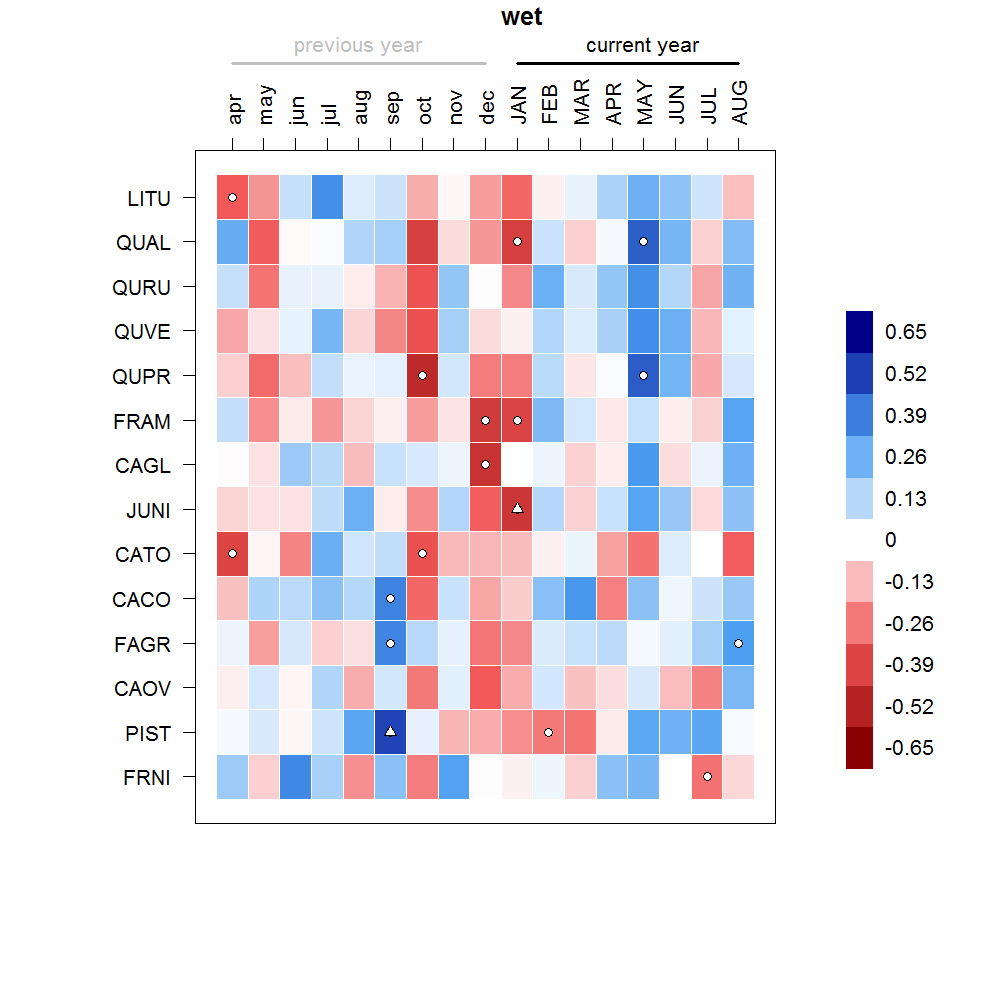 wet
previous year current year
apr may jun jul aug sep oct nov dec JAN FEB MAR APR MAY JUN JUL AUG
LITU
QUAL
QURU
QUVE
QUPR
FRAM
CAGL
JUNI
CATO
CACO
FAGR
CAOV
PIST
FRNI
0.65
0.52
0.39
0.26
0.13
0
-0.13
-0.26
-0.39
-0.52
-0.65